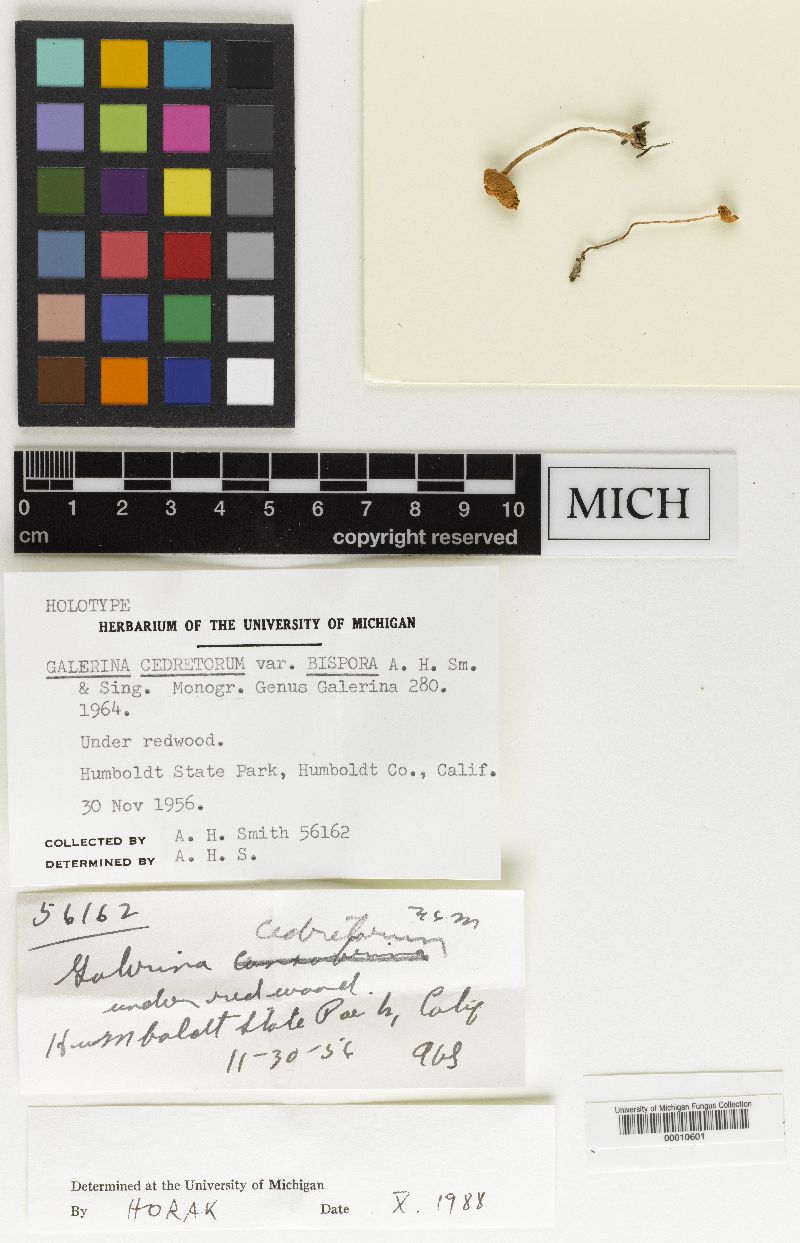 0 1 2 3 4 5 6 7 8 9 10
cm copyright reserved
MICH
HOLOTYPE
HERBARIUM OF THE UNIVERSITY OF MICHIGAN
GALERINA CEDRETORUM var. BISPORA A. H. Sm.
& Sing. Monogr. Genus Galerina 280.
1964.
Under redwood.
Humboldt State Park, Humboldt Co., Calif.
30 Nov 1956.
COLLECTED BY A. H. Smith 56162
DETERMINED BY A. H. S.
56162
Cedretorum
Galerina
under red-wood.
Humboldt State Park, Calif
11-30-56
University of Michigan Fungus Collection
00010601
Determined at the University of Michigan
By HORAK Date X. 1988